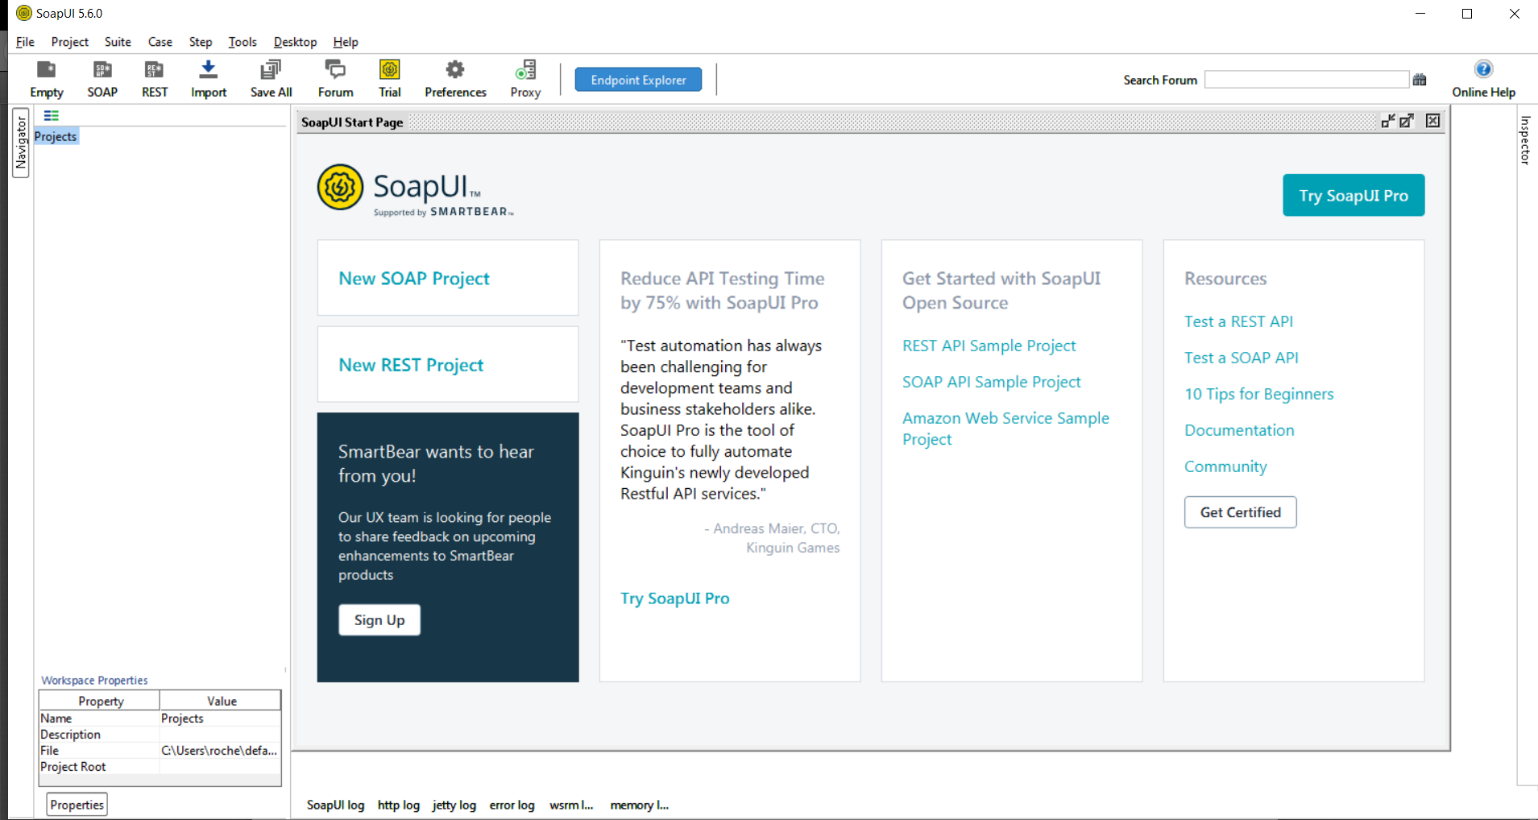 SoapUI 5.6.0
File Project Suite Case Step Tools Desktop Help
Empty SOAP REST Import Save All Forum Trial Preferences Proxy Endpoint Explorer Search Forum Online Help
Navigator
Projects
SoapUI Start Page
Inspector
SoapUI™
Supported by SMARTBEAR™
Try SoapUI Pro
New SOAP Project
New REST Project
SmartBear wants to hear
from you!
Our UX team is looking for people
to share feedback on upcoming
enhancements to SmartBear
products
Sign Up
Reduce API Testing Time
by 75% with SoapUI Pro
"Test automation has always
been challenging for
development teams and
business stakeholders alike.
SoapUI Pro is the tool of
choice to fully automate
Kinguin's newly developed
Restful API services."
- Andreas Maier, CTO,
Kinguin Games
Try SoapUI Pro
Get Started with SoapUI
Open Source
REST API Sample Project
SOAP API Sample Project
Amazon Web Service Sample
Project
Resources
Test a REST API
Test a SOAP API
10 Tips for Beginners
Documentation
Community
Get Certified
Workspace Properties
Property Value
Name Projects
Description
File C:\Users\roche\defa...
Project Root
Properties
SoapUI log http log jetty log error log wsrm l... memory l...